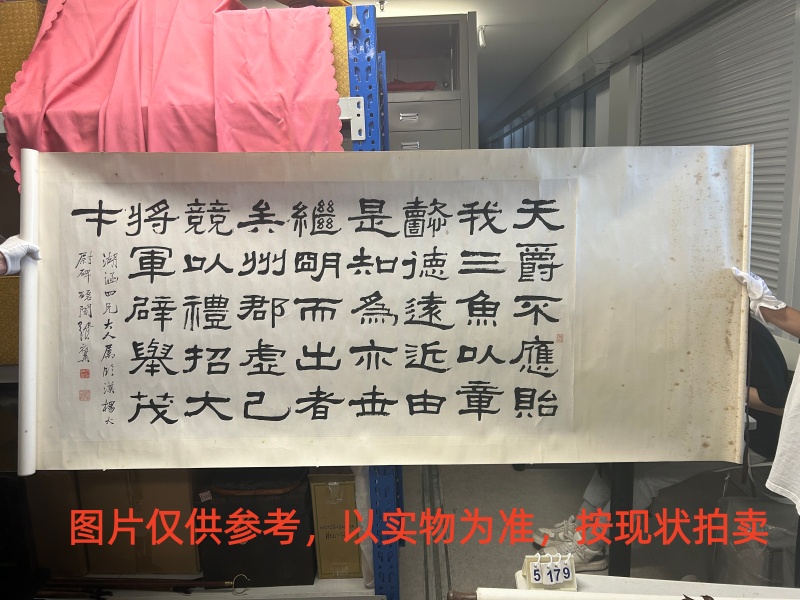 天爵不應貽
我三魚以章
懿德遠近由
是知為亦世
繼明而出者
矣州郡虛己
競以禮招大
將軍辟舉茂
才
四兄大人屬臨漢楊太
尉碑
图片仅供参考，以实物为准，按现状拍卖
5179